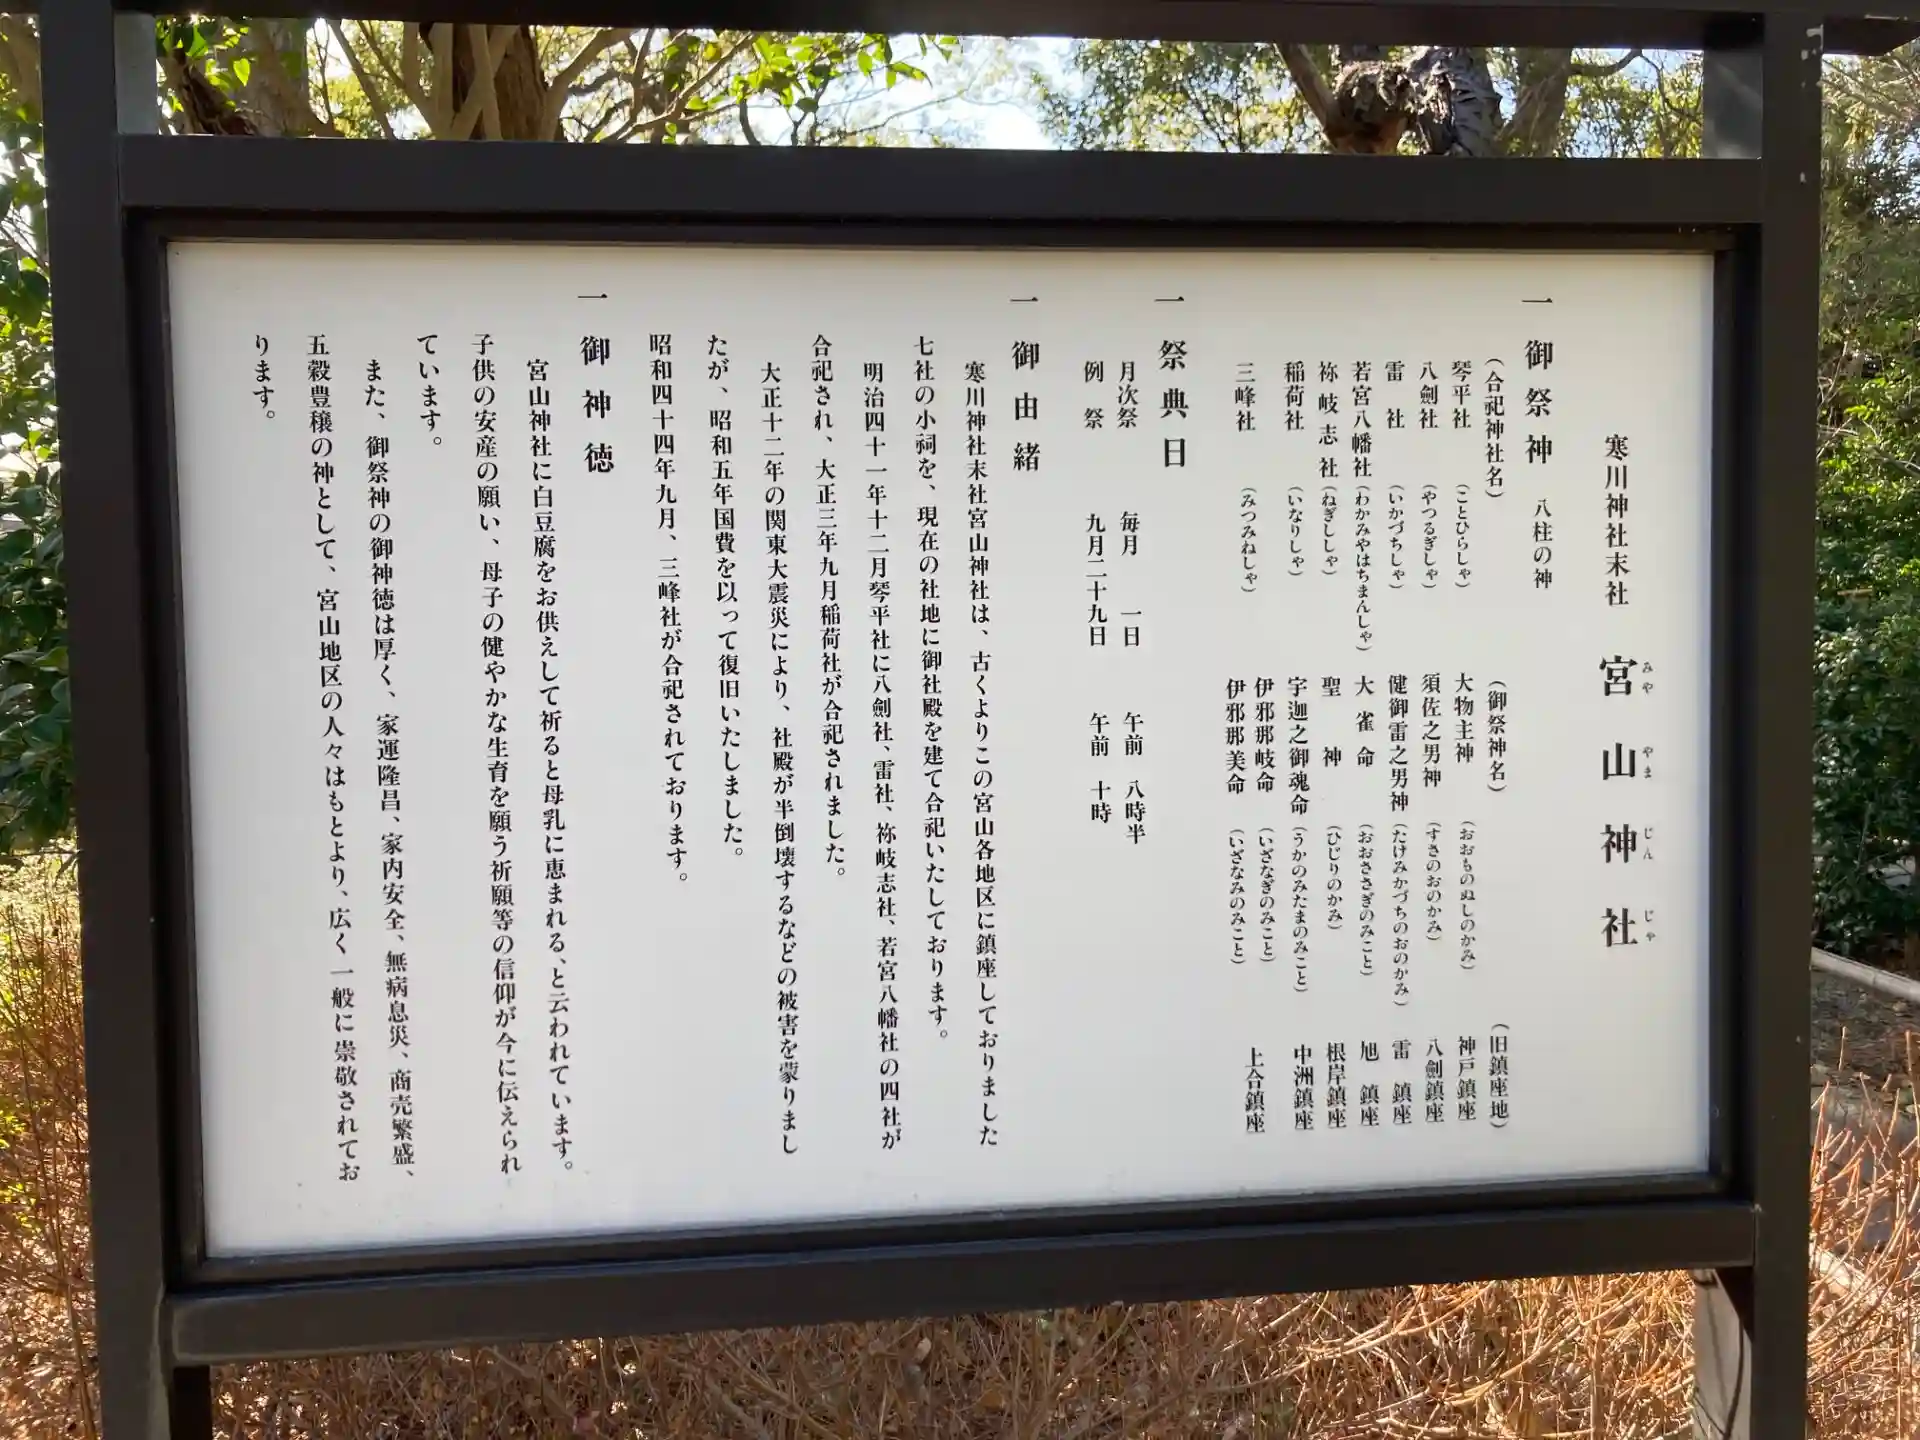 寒川神社末社 宮山神社
みや やま じん じゃ
一 御祭神 八柱の神
（合祀神社名） （御祭神名） （旧鎮座地）
琴平社（ことひらしゃ） 大物主神（おおものぬしのかみ） 神戸鎮座
八劍社（やつるぎしゃ） 須佐之男神（すさのおのかみ） 八劍鎮座
雷 社（いかづちしゃ） 健御雷之男神（たけみかづちのおのかみ） 雷 鎮座
若宮八幡社（わかみやはちまんしゃ） 大雀命（おおささぎのみこと） 旭 鎮座
祢岐志社（ねぎししゃ） 聖 神（ひじりのかみ） 根岸鎮座
稲荷社（いなりしゃ） 宇迦之御魂命（うかのみたまのみこと） 中洲鎮座
三峰社（みつみねしゃ） 伊邪那岐命（いざなぎのみこと） 上合鎮座
伊邪那美命（いざなみのみこと）
一 祭典日
月次祭 毎月 一日 午前 八時半
例 祭 九月二十九日 午前 十時
一 御由緒
寒川神社末社宮山神社は、古くよりこの宮山各地区に鎮座しておりました
七社の小祠を、現在の社地に御社殿を建て合祀いたしております。
明治四十一年十二月琴平社に八劍社、雷社、祢岐志社、若宮八幡社の四社が
合祀され、大正三年九月稲荷社が合祀されました。
大正十二年の関東大震災により、社殿が半倒壊するなどの被害を蒙りまし
たが、昭和五年国費を以って復旧いたしました。
昭和四十四年九月、三峰社が合祀されております。
一 御神徳
宮山神社に白豆腐をお供えして祈ると母乳に恵まれる、と云われています。
子供の安産の願い、母子の健やかな生育を願う祈願等の信仰が今に伝えられ
ています。
また、御祭神の御神徳は厚く、家運隆昌、家内安全、無病息災、商売繁盛、
五穀豊穣の神として、宮山地区の人々はもとより、広く一般に崇敬されてお
ります。